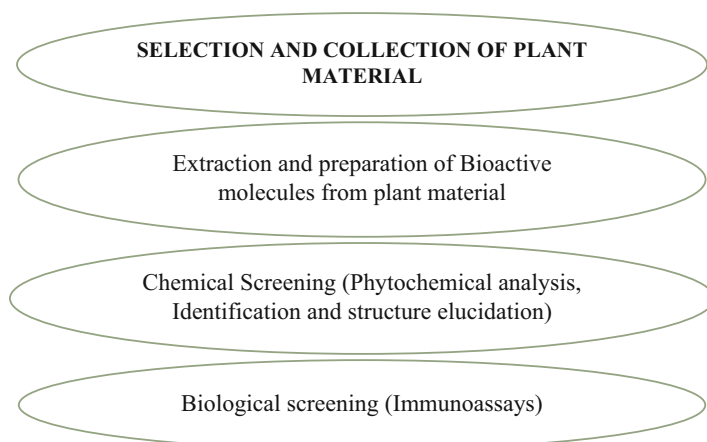 SELECTION AND COLLECTION OF PLANT
MATERIAL
Extraction and preparation of Bioactive
molecules from plant material
Chemical Screening (Phytochemical analysis,
Identification and structure elucidation)
Biological screening (Immunoassays)